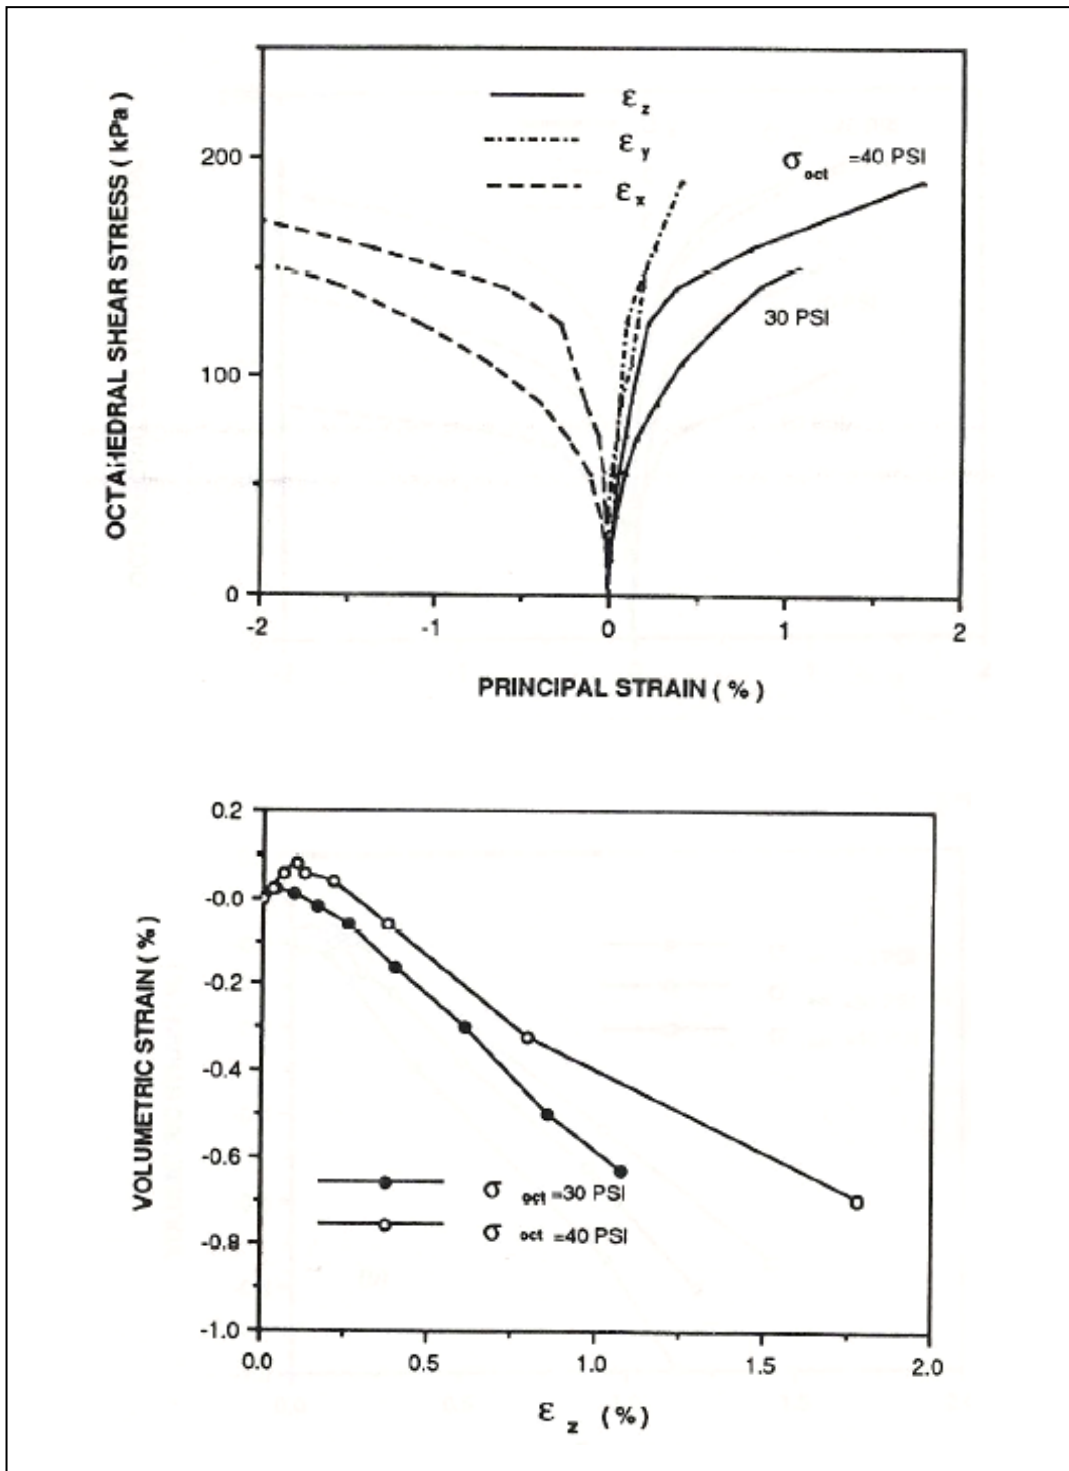 ε z
ε y
ε x
σ oct =40 PSI
30 PSI
200
100
0
OCTAHEDRAL SHEAR STRESS ( kPa )
-2 -1 0 1 2
PRINCIPAL STRAIN ( % )
0.2
-0.0
-0.2
-0.4
-0.6
-0.8
-1.0
VOLUMETRIC STRAIN ( % )
σ oct =30 PSI
σ oct =40 PSI
0.0 0.5 1.0 1.5 2.0
ε z ( % )